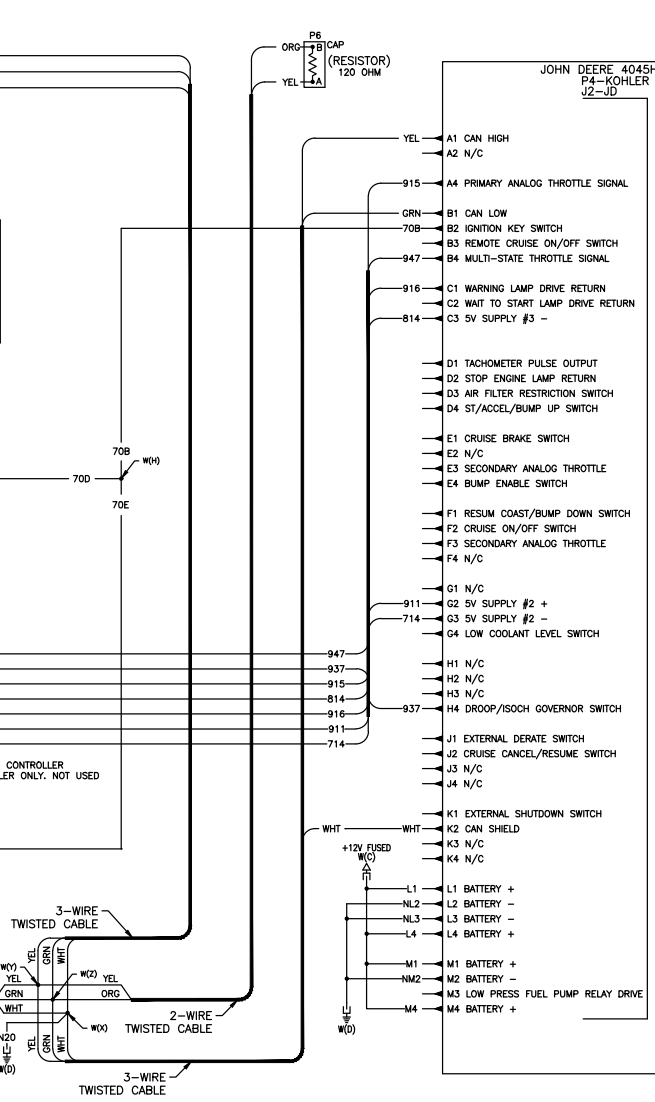 P6
ORG B CAP
(RESISTOR)
120 OHM
YEL A
JOHN DEERE 4045H
P4-KOHLER
J2-JD
YEL A1 CAN HIGH
A2 N/C
915 A4 PRIMARY ANALOG THROTTLE SIGNAL
GRN B1 CAN LOW
70B B2 IGNITION KEY SWITCH
B3 REMOTE CRUISE ON/OFF SWITCH
947 B4 MULTI-STATE THROTTLE SIGNAL
916 C1 WARNING LAMP DRIVE RETURN
C2 WAIT TO START LAMP DRIVE RETURN
814 C3 5V SUPPLY #3 -
D1 TACHOMETER PULSE OUTPUT
D2 STOP ENGINE LAMP RETURN
D3 AIR FILTER RESTRICTION SWITCH
D4 ST/ACCEL/BUMP UP SWITCH
E1 CRUISE BRAKE SWITCH
E2 N/C
E3 SECONDARY ANALOG THROTTLE
E4 BUMP ENABLE SWITCH
70B
W(H)
70D
70E
F1 RESUM COAST/BUMP DOWN SWITCH
F2 CRUISE ON/OFF SWITCH
F3 SECONDARY ANALOG THROTTLE
F4 N/C
G1 N/C
911 G2 5V SUPPLY #2 +
714 G3 5V SUPPLY #2 -
G4 LOW COOLANT LEVEL SWITCH
947
937
915
814
916
911
714
H1 N/C
H2 N/C
H3 N/C
937 H4 DROOP/ISOCH GOVERNOR SWITCH
J1 EXTERNAL DERATE SWITCH
J2 CRUISE CANCEL/RESUME SWITCH
J3 N/C
J4 N/C
CONTROLLER
LER ONLY. NOT USED
K1 EXTERNAL SHUTDOWN SWITCH
WHT WHT K2 CAN SHIELD
K3 N/C
K4 N/C
+12V FUSED
W(C)
L1 L1 BATTERY +
NL2 L2 BATTERY -
NL3 L3 BATTERY -
L4 L4 BATTERY +
M1 M1 BATTERY +
NM2 M2 BATTERY -
M3 LOW PRESS FUEL PUMP RELAY DRIVE
M4 M4 BATTERY +
W(D)
3-WIRE
TWISTED CABLE
YEL GRN WHT
W(Y)
W(Z)
YEL YEL
GRN ORG
WHT
W(X)
2-WIRE
TWISTED CABLE
N20
YEL GRN WHT
W(D)
3-WIRE
TWISTED CABLE